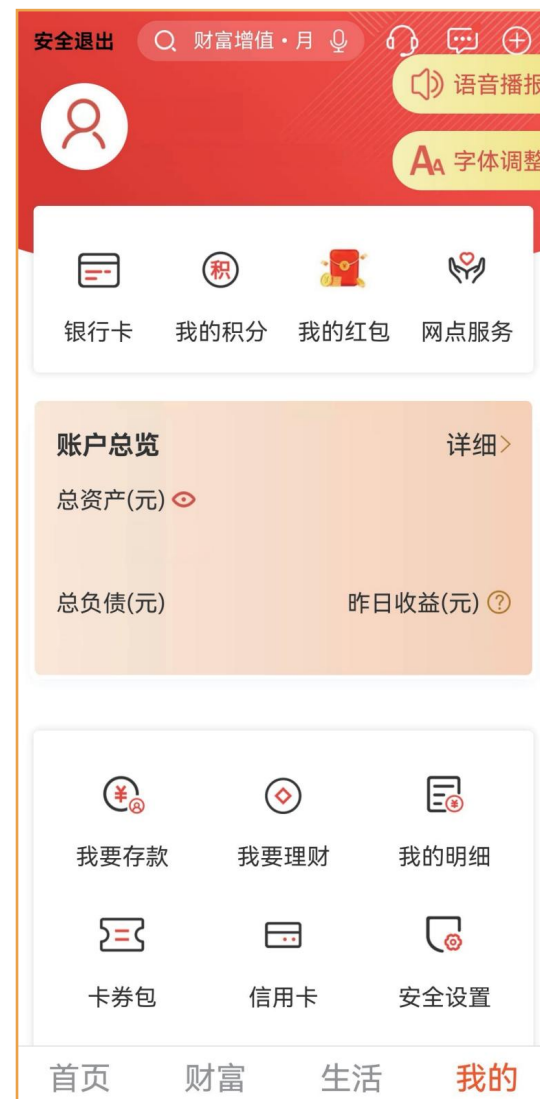 安全退出 财富增值·月
语音播报
AA 字体调整
积
银行卡 我的积分 我的红包 网点服务
账户总览 详细>
总资产(元)
总负债(元) 昨日收益(元) ?
¥ ¥
我要存款 我要理财 我的明细
卡券包 信用卡 安全设置
首页 财富 生活 我的